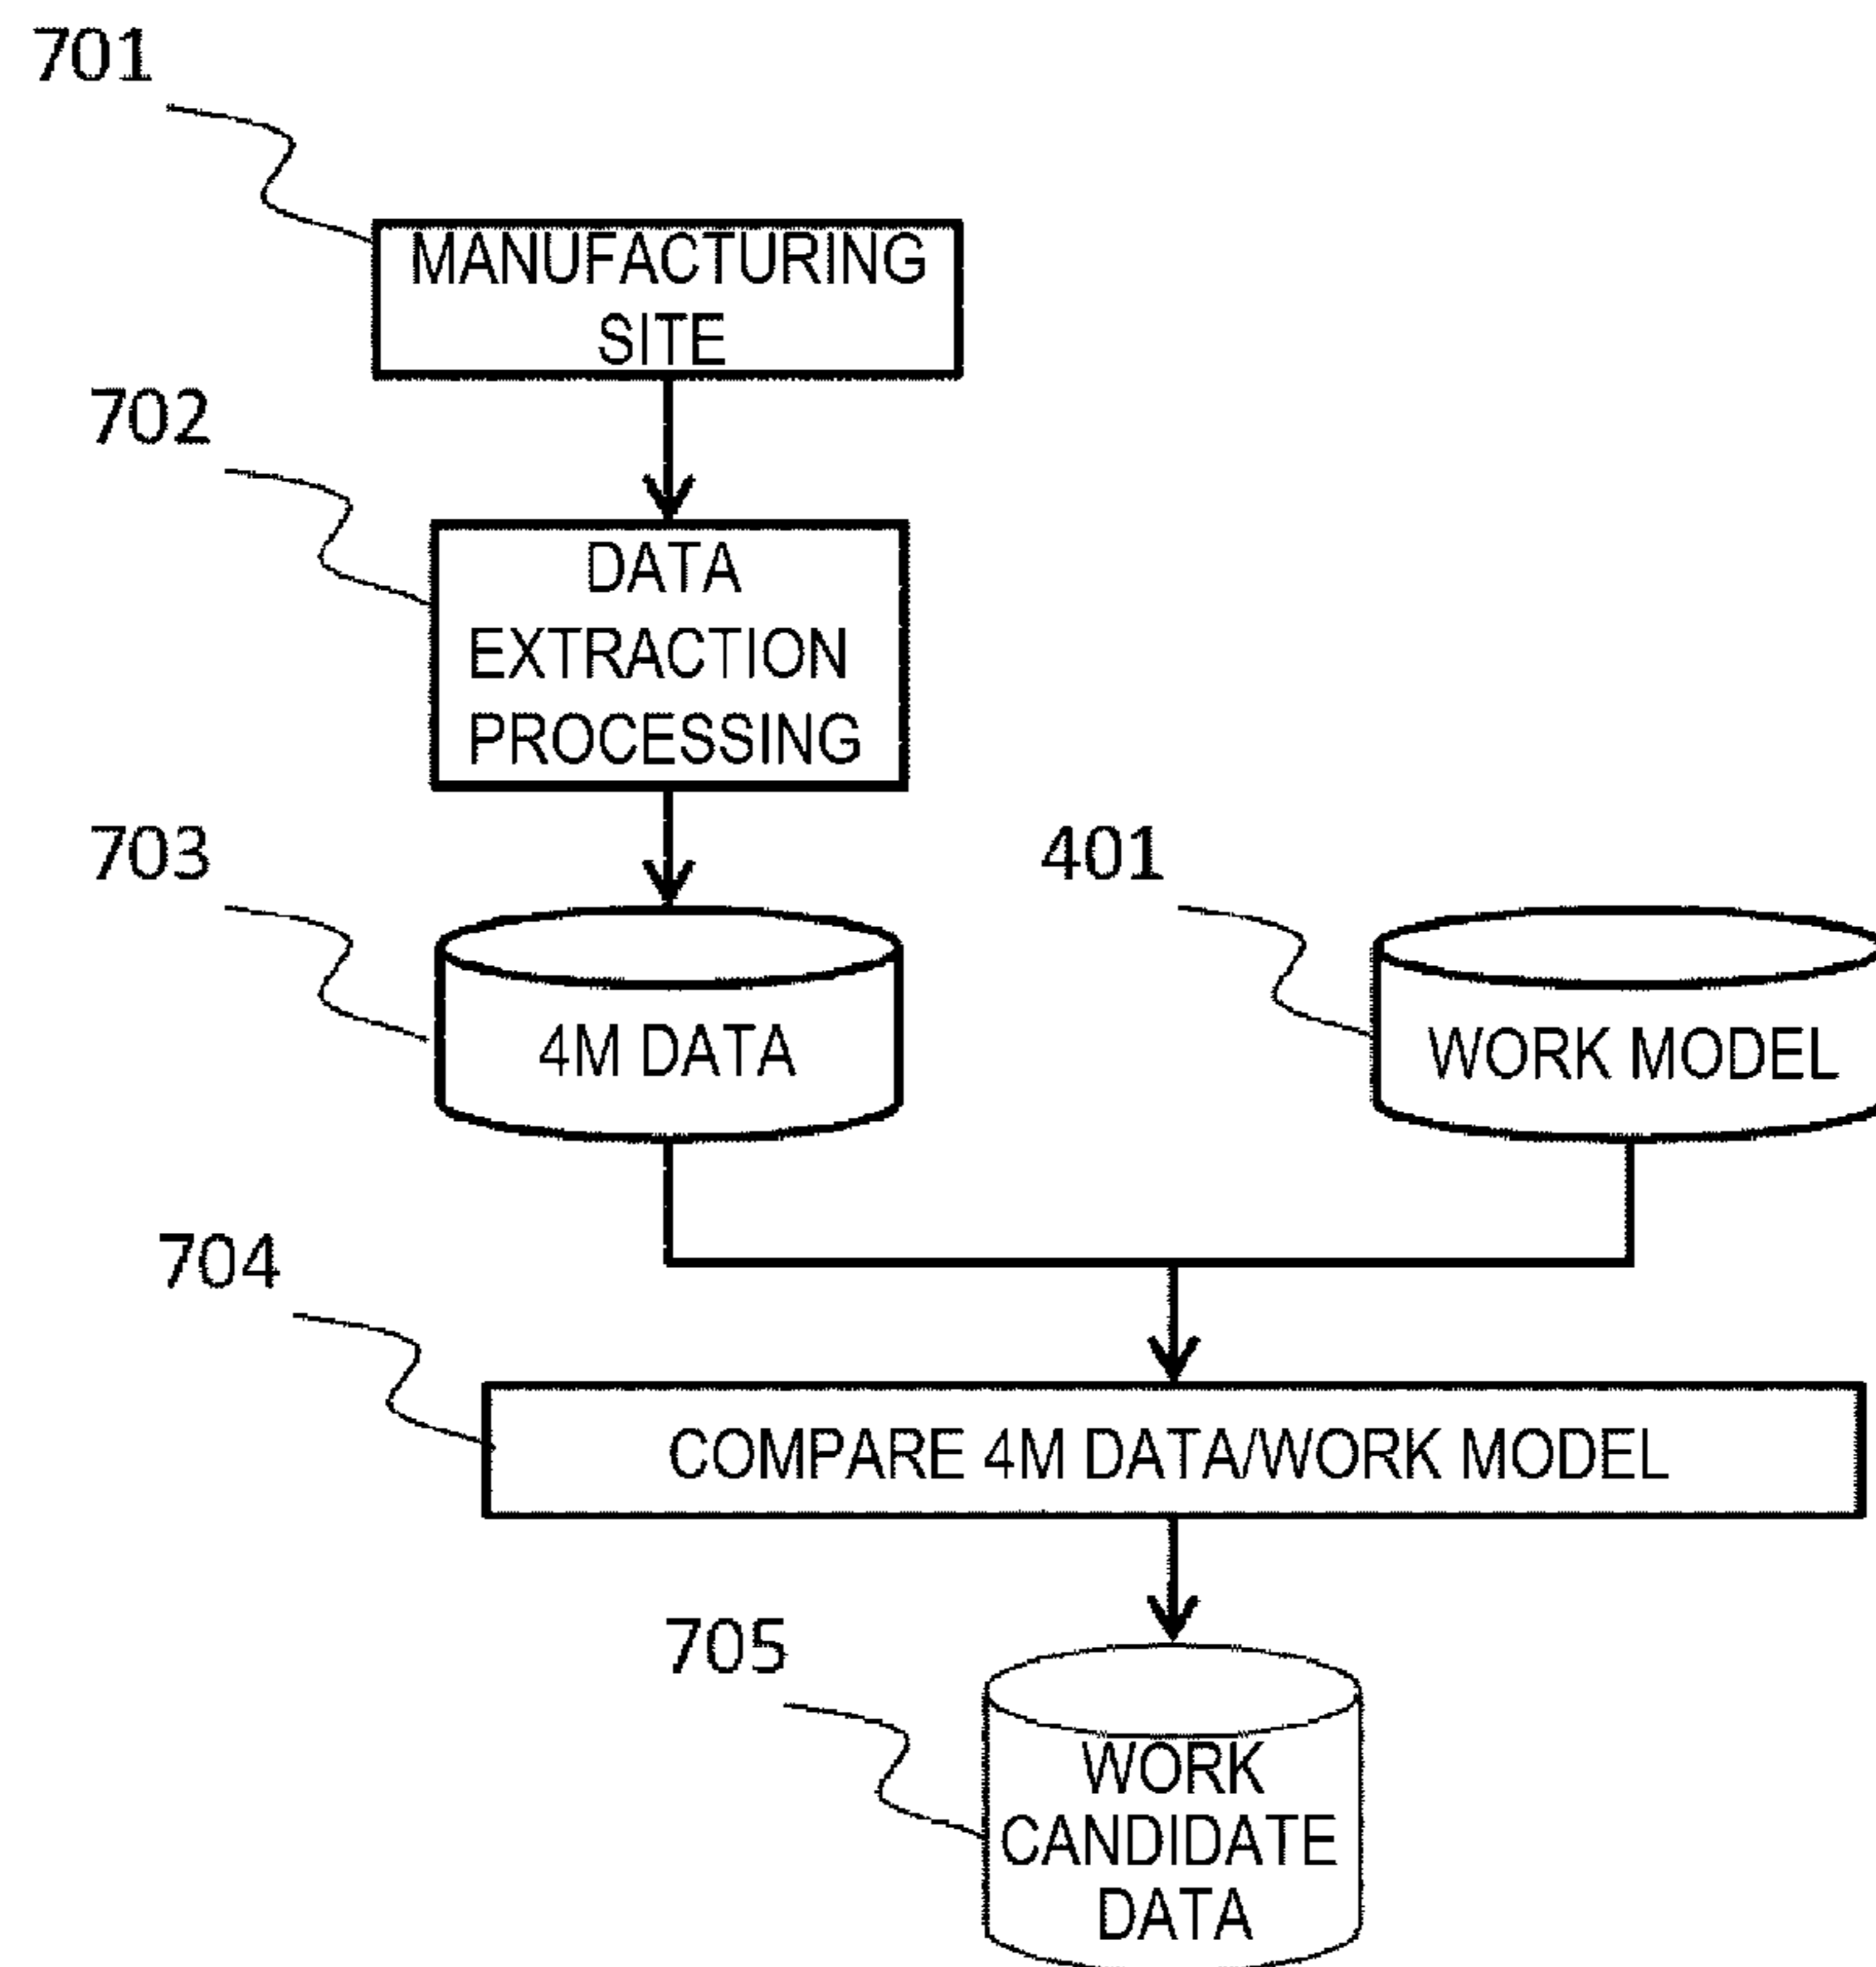 701
MANUFACTURING
SITE
702
DATA
EXTRACTION
PROCESSING
703
4M DATA
401
WORK MODEL
704
COMPARE 4M DATA/WORK MODEL
705
WORK
CANDIDATE
DATA